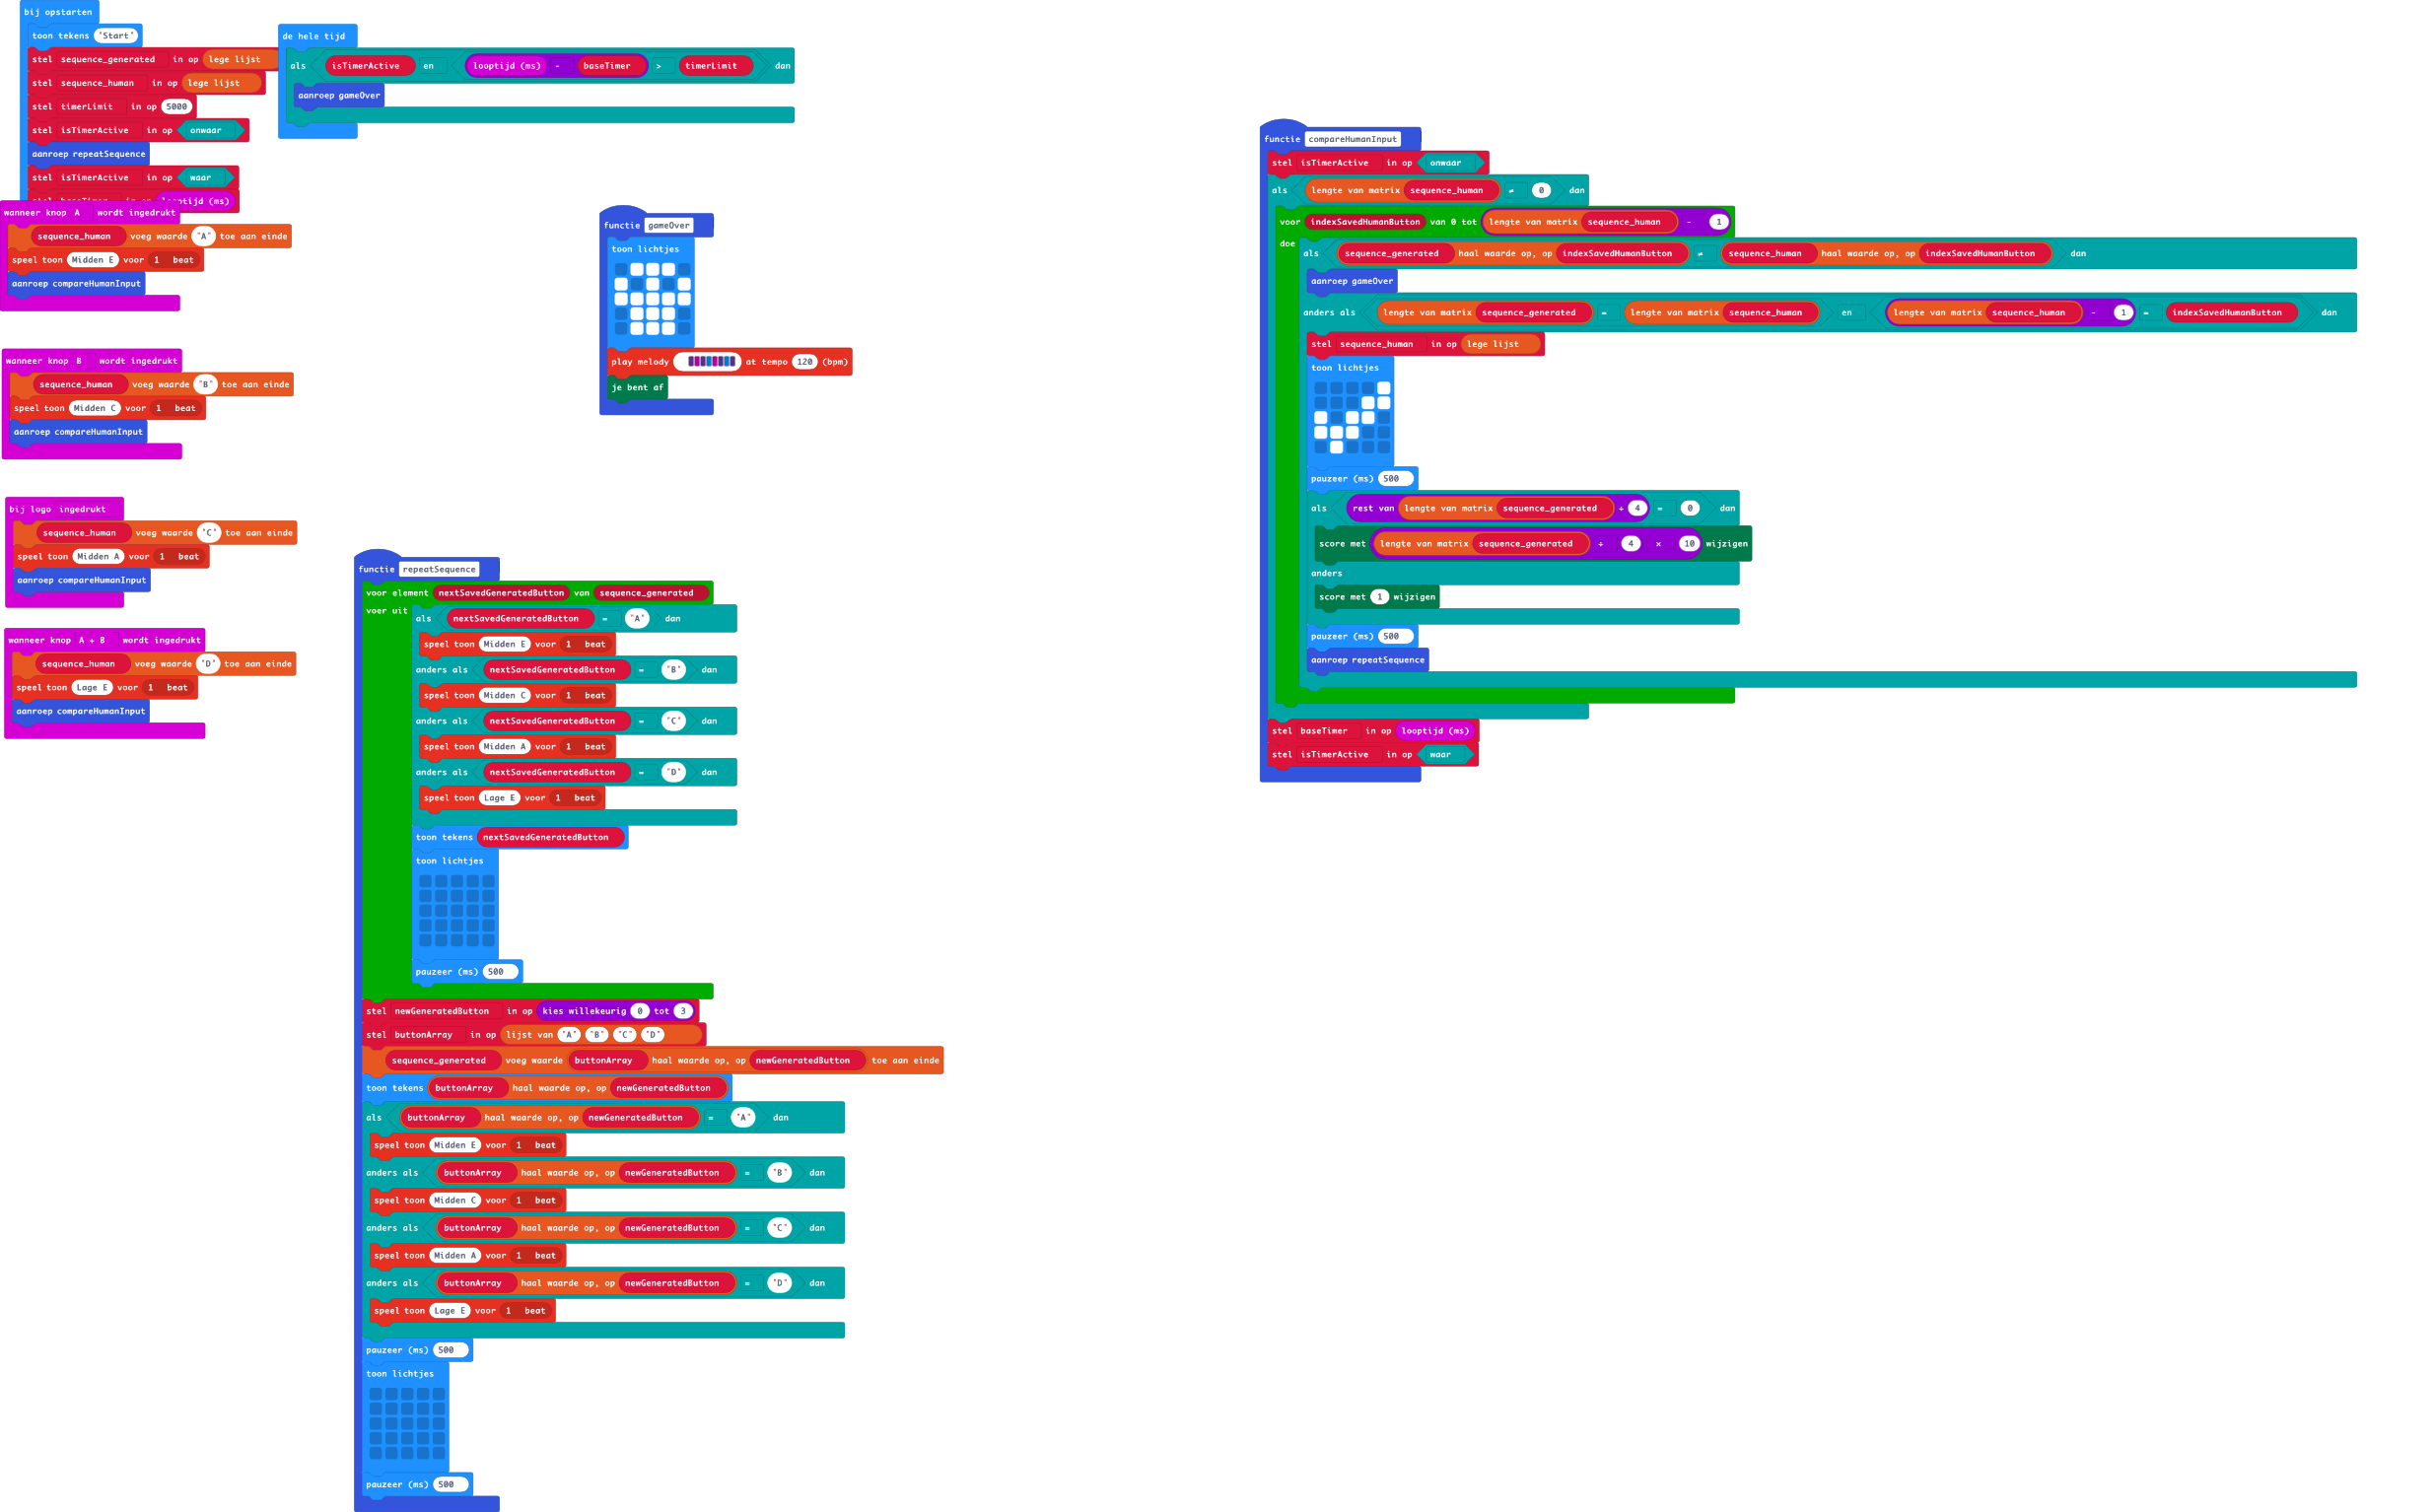 bij opstarten
toon tekens "Start"
stel sequence_generated in op lege lijst
stel sequence_human in op lege lijst
stel timerLimit in op 5000
stel isTimerActive in op onwaar
aanroep repeatSequence
stel isTimerActive in op waar
stel baseTimer in op looptijd (ms)
de hele tijd
als isTimerActive en looptijd (ms) - baseTimer > timerLimit dan
aanroep gameOver
wanneer knop A wordt ingedrukt
sequence_human voeg waarde "A" toe aan einde
speel toon Midden E voor 1 beat
aanroep compareHumanInput
wanneer knop B wordt ingedrukt
sequence_human voeg waarde "B" toe aan einde
speel toon Midden C voor 1 beat
aanroep compareHumanInput
bij logo ingedrukt
sequence_human voeg waarde "C" toe aan einde
speel toon Midden A voor 1 beat
aanroep compareHumanInput
wanneer knop A + B wordt ingedrukt
sequence_human voeg waarde "D" toe aan einde
speel toon Lage E voor 1 beat
aanroep compareHumanInput
functie gameOver
toon lichtjes
play melody at tempo 120 (bpm)
je bent af
functie repeatSequence
voor element nextSavedGeneratedButton van sequence_generated
voer uit
als nextSavedGeneratedButton = "A" dan
speel toon Midden E voor 1 beat
anders als nextSavedGeneratedButton = "B" dan
speel toon Midden C voor 1 beat
anders als nextSavedGeneratedButton = "C" dan
speel toon Midden A voor 1 beat
anders als nextSavedGeneratedButton = "D" dan
speel toon Lage E voor 1 beat
toon tekens nextSavedGeneratedButton
toon lichtjes
pauzeer (ms) 500
stel newGeneratedButton in op kies willekeurig 0 tot 3
stel buttonArray in op lijst van "A" "B" "C" "D"
sequence_generated voeg waarde buttonArray haal waarde op, op newGeneratedButton toe aan einde
toon tekens buttonArray haal waarde op, op newGeneratedButton
als buttonArray haal waarde op, op newGeneratedButton = "A" dan
speel toon Midden E voor 1 beat
anders als buttonArray haal waarde op, op newGeneratedButton = "B" dan
speel toon Midden C voor 1 beat
anders als buttonArray haal waarde op, op newGeneratedButton = "C" dan
speel toon Midden A voor 1 beat
anders als buttonArray haal waarde op, op newGeneratedButton = "D" dan
speel toon Lage E voor 1 beat
pauzeer (ms) 500
toon lichtjes
pauzeer (ms) 500
functie compareHumanInput
stel isTimerActive in op onwaar
als lengte van matrix sequence_human ≠ 0 dan
voor indexSavedHumanButton van 0 tot lengte van matrix sequence_human - 1
doe
als sequence_generated haal waarde op, op indexSavedHumanButton ≠ sequence_human haal waarde op, op indexSavedHumanButton dan
aanroep gameOver
anders als lengte van matrix sequence_generated = lengte van matrix sequence_human en lengte van matrix sequence_human - 1 = indexSavedHumanButton dan
stel sequence_human in op lege lijst
toon lichtjes
pauzeer (ms) 500
als rest van lengte van matrix sequence_generated ÷ 4 = 0 dan
score met lengte van matrix sequence_generated ÷ 4 × 10 wijzigen
anders
score met 1 wijzigen
pauzeer (ms) 500
aanroep repeatSequence
stel baseTimer in op looptijd (ms)
stel isTimerActive in op waar